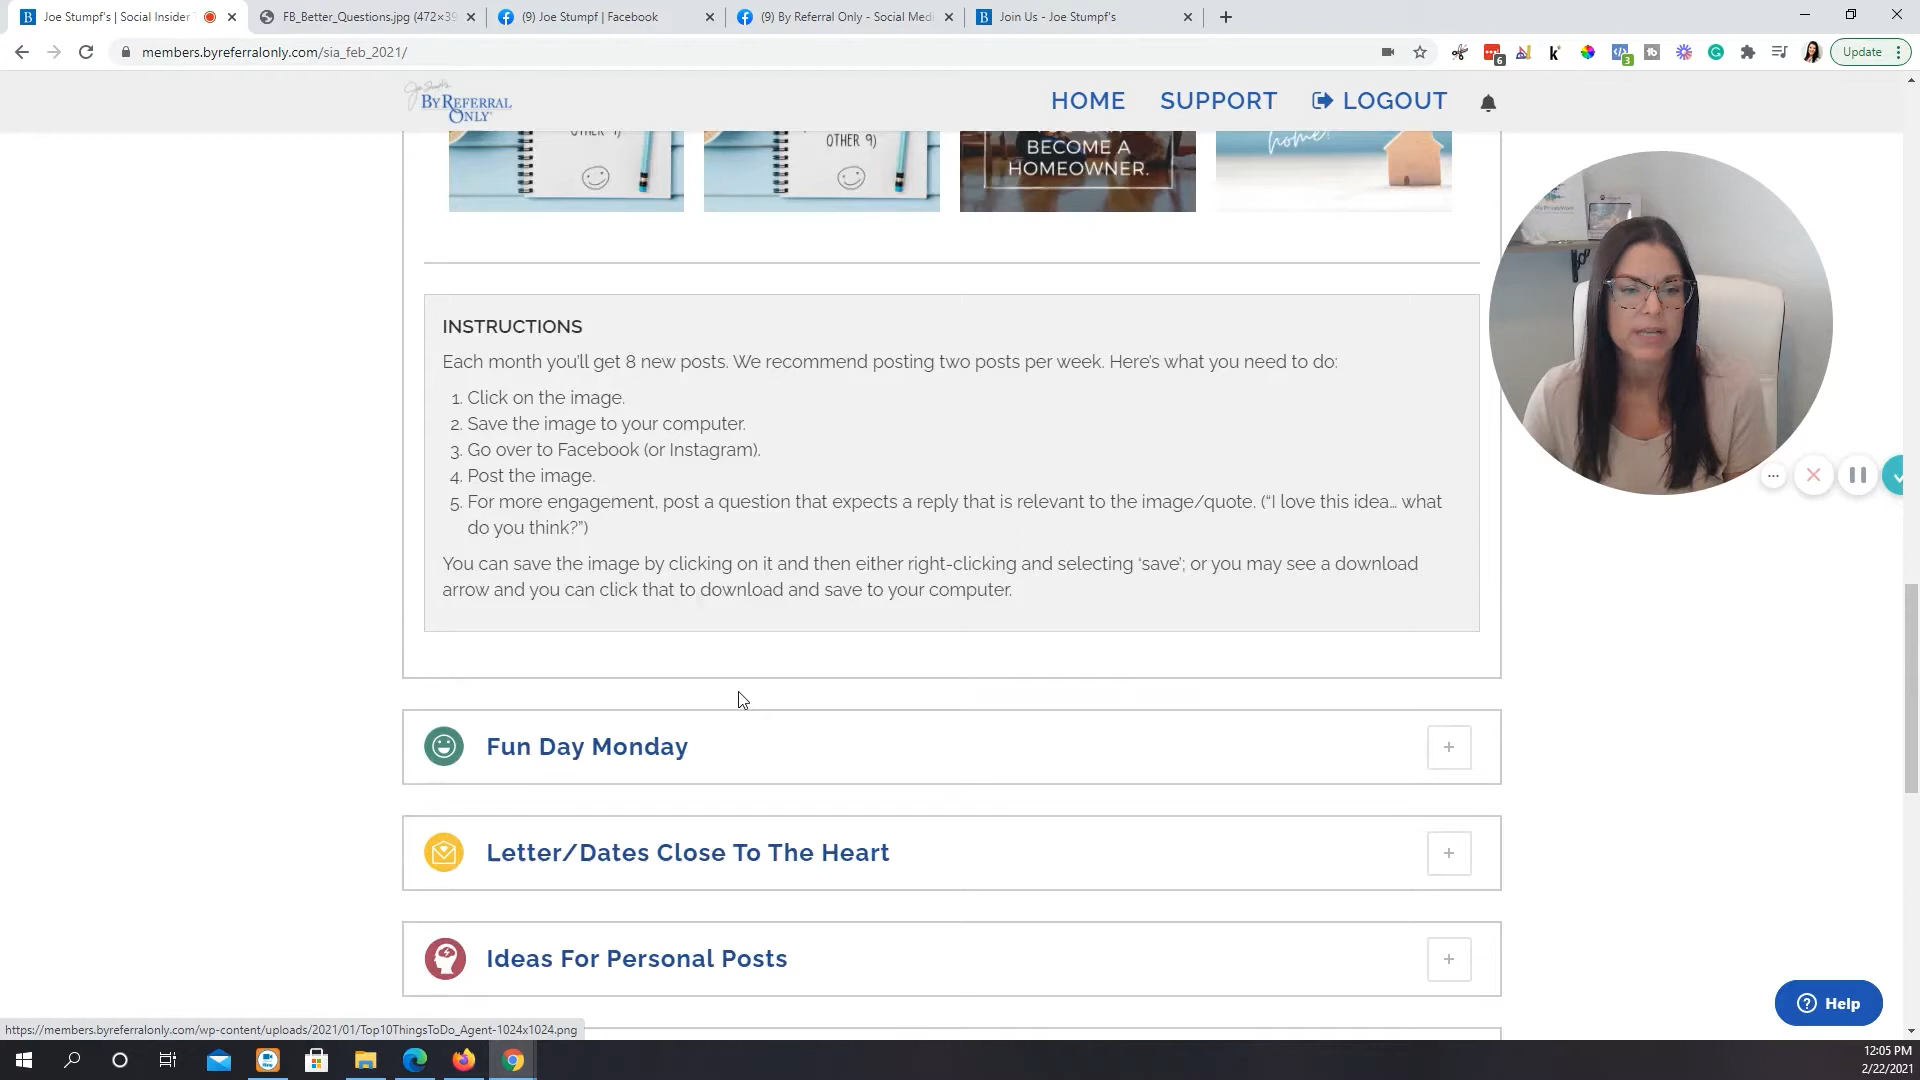 Joe Stumpf's | Social Insider
FB_Better_Questions.jpg (472×39
(9) Joe Stumpf | Facebook
(9) By Referral Only - Social Medi
Join Us - Joe Stumpf's
members.byreferralonly.com/sia_feb_2021/
6
3
Update
Joe Stumpf's
BY REFERRAL
ONLY
HOME
SUPPORT
LOGOUT
OTHER 9)
OTHER 9)
BECOME A
HOMEOWNER.
home!
INSTRUCTIONS
Each month you'll get 8 new posts. We recommend posting two posts per week. Here's what you need to do:
1. Click on the image.
2. Save the image to your computer.
3. Go over to Facebook (or Instagram).
4. Post the image.
5. For more engagement, post a question that expects a reply that is relevant to the image/quote. (“I love this idea… what
do you think?”)
You can save the image by clicking on it and then either right-clicking and selecting ‘save’; or you may see a download
arrow and you can click that to download and save to your computer.
Fun Day Monday
Letter/Dates Close To The Heart
Ideas For Personal Posts
Help
https://members.byreferralonly.com/wp-content/uploads/2021/01/Top10ThingsToDo_Agent-1024x1024.png
12:05 PM
2/22/2021